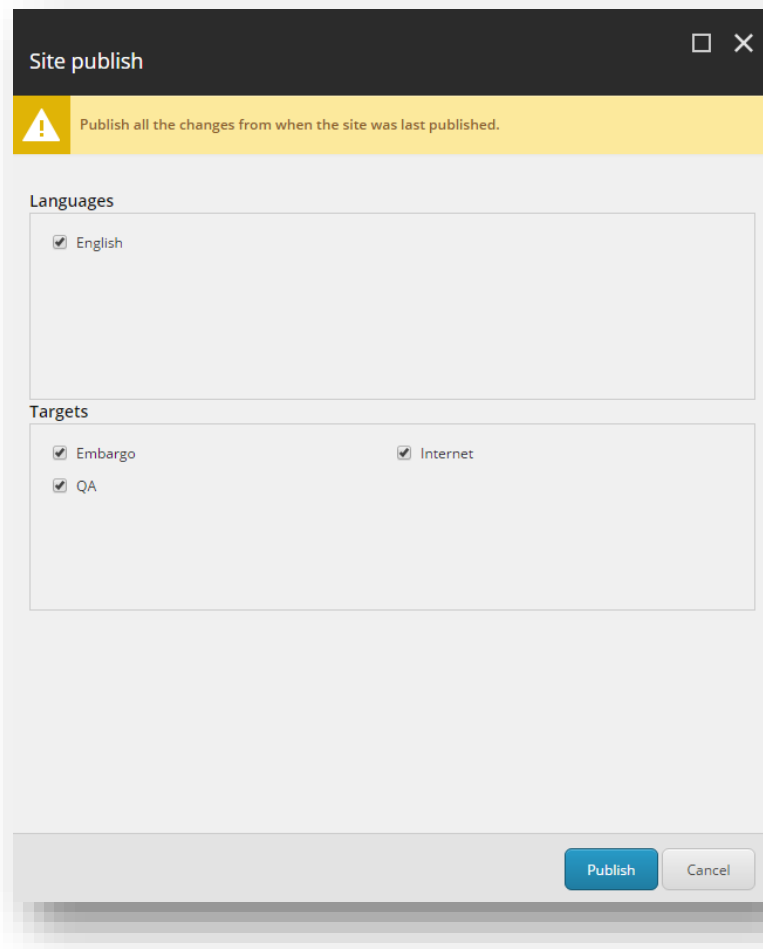 Site publish
Publish all the changes from when the site was last published.
Languages
English
Targets
Embargo
Internet
QA
Publish
Cancel